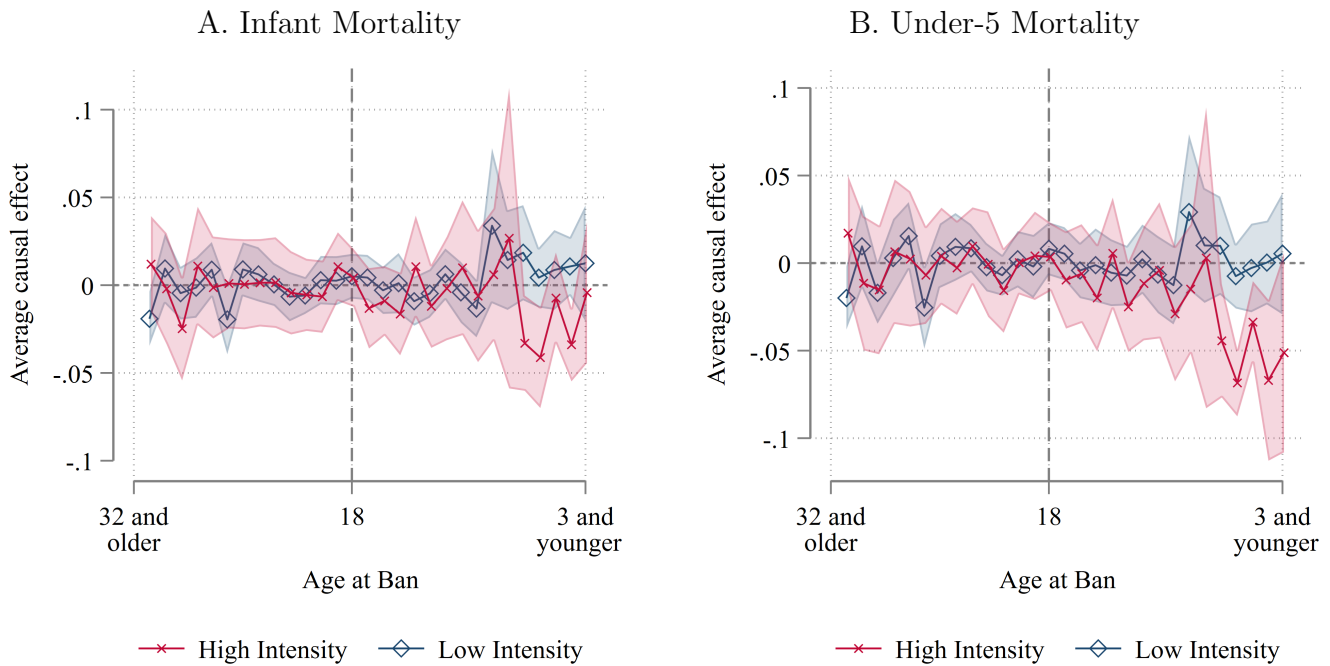 A. Infant Mortality
Average causal effect
.1
.05
0
-.05
-.1
32 and
older
18
3 and
younger
Age at Ban
High Intensity
Low Intensity
B. Under-5 Mortality
Average causal effect
.1
.05
0
-.05
-.1
32 and
older
18
3 and
younger
Age at Ban
High Intensity
Low Intensity